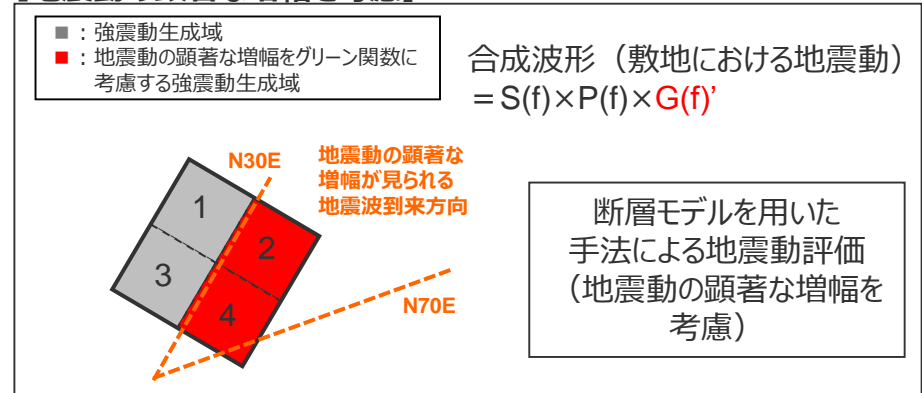 ■：強震動生成域
■：地震動の顕著な増幅をグリーン関数に
考慮する強震動生成域
合成波形（敷地における地震動）
＝S(f)×P(f)×G(f)’
N30E
地震動の顕著な
増幅が見られる
地震波到来方向
1
2
3
4
N70E
断層モデルを用いた
手法による地震動評価
（地震動の顕著な増幅を
考慮）